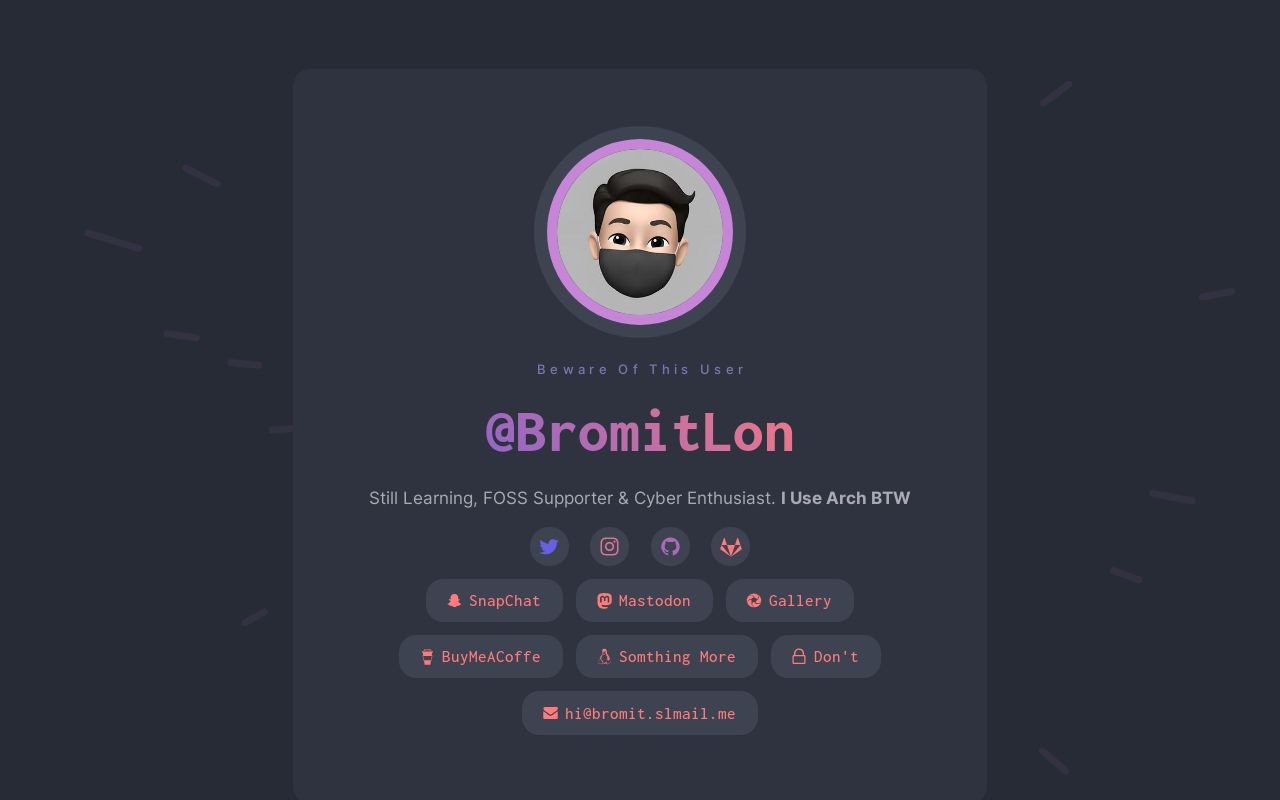 Beware Of This User
@BromitLon
Still Learning, FOSS Supporter & Cyber Enthusiast. I Use Arch BTW
SnapChat Mastodon Gallery
BuyMeACoffe Somthing More Don't
hi@bromit.slmail.me